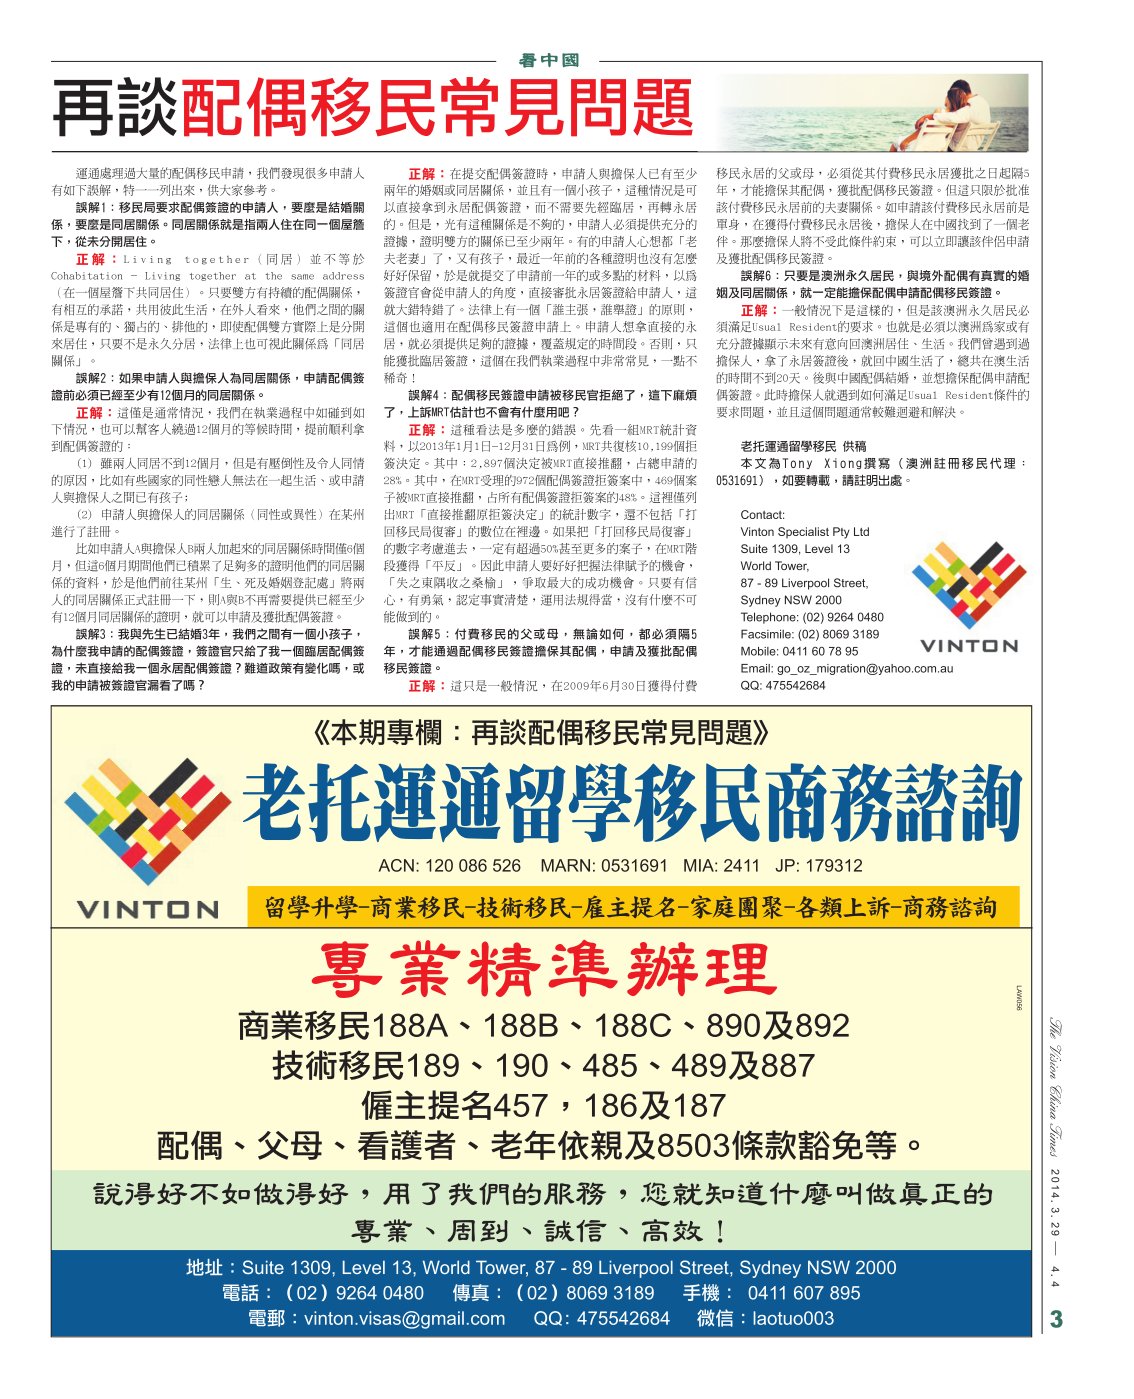 看中國
再談配偶移民常見問題
運通處理過大量的配偶移民申請，我們發現很多申請人
有如下誤解，特一一列出來，供大家參考。
誤解1：移民局要求配偶簽證的申請人，要麼是結婚關
係，要麼是同居關係。同居關係就是指兩人住在同一個屋簷
下，從未分開居住。
正解：Living together（同居）並不等於
Cohabitation — Living together at the same address
（在一個屋簷下共同居住）。只要雙方有持續的配偶關係，
有相互的承諾，共用彼此生活，在外人看來，他們之間的關
係是專有的、獨占的、排他的，即使配偶雙方實際上是分開
來居住，只要不是永久分居，法律上也可視此關係爲「同居
關係」。
誤解2：如果申請人與擔保人為同居關係，申請配偶簽
證前必須已經至少有12個月的同居關係。
正解：這僅是通常情況，我們在執業過程中如碰到如
下情況，也可以幫客人繞過12個月的等候時間，提前順利拿
到配偶簽證的：
(1) 雖兩人同居不到12個月，但是有壓倒性及令人同情
的原因，比如有些國家的同性戀人無法在一起生活、或申請
人與擔保人之間已有孩子；
(2) 申請人與擔保人的同居關係（同性或異性）在某州
進行了註冊。
比如申請人A與擔保人B兩人加起來的同居關係時間僅6個
月，但這6個月期間他們已積累了足夠多的證明他們的同居關
係的資料，於是他們前往某州「生、死及婚姻登記處」將兩
人的同居關係正式註冊一下，則A與B不再需要提供已經至少
有12個月同居關係的證明，就可以申請及獲批配偶簽證。
誤解3：我與先生已結婚3年，我們之間有一個小孩子，
為什麼我申請的配偶簽證，簽證官只給了我一個臨居配偶簽
證，未直接給我一個永居配偶簽證？難道政策有變化嗎，或
我的申請被簽證官漏看了嗎？
正解：在提交配偶簽證時，申請人與擔保人已有至少
兩年的婚姻或同居關係，並且有一個小孩子，這種情況是可
以直接拿到永居配偶簽證，而不需要先經臨居，再轉永居
的。但是，光有這種關係是不夠的，申請人必須提供充分的
證據，證明雙方的關係已至少兩年。有的申請人心想都「老
夫老妻」了，又有孩子，最近一年前的各種證明也沒有怎麼
好好保留，於是就提交了申請前一年的或多點的材料，以爲
簽證官會從申請人的角度，直接審批永居簽證給申請人，這
就大錯特錯了。法律上有一個「誰主張，誰舉證」的原則，
這個也適用在配偶移民簽證申請上。申請人想拿直接的永
居，就必須提供足夠的證據，覆蓋規定的時間段。否則，只
能獲批臨居簽證，這個在我們執業過程中非常常見，一點不
稀奇！
誤解4：配偶移民簽證申請被移民官拒絕了，這下麻煩
了，上訴MRT估計也不會有什麼用吧？
正解：這種看法是多麼的錯誤。先看一組MRT統計資
料，以2013年1月1日—12月31日爲例，MRT共復核10,199個拒
簽決定。其中：2,897個決定被MRT直接推翻，占總申請的
28%。其中，在MRT受理的972個配偶簽證拒簽案中，469個案
子被MRT直接推翻，占所有配偶簽證拒簽案的48%。這裡僅列
出MRT「直接推翻原拒簽決定」的統計數字，還不包括「打
回移民局復審」的數位在裡邊。如果把「打回移民局復審」
的數字考慮進去，一定有超過50%甚至更多的案子，在MRT階
段獲得「平反」。因此申請人要好好把握法律賦予的機會，
「失之東隅收之桑榆」，爭取最大的成功機會。只要有信
心，有勇氣，認定事實清楚，運用法規得當，沒有什麼不可
能做到的。
誤解5：付費移民的父或母，無論如何，都必須隔5
年，才能通過配偶移民簽證擔保其配偶，申請及獲批配偶
移民簽證。
正解：這只是一般情況，在2009年6月30日獲得付費
移民永居的父或母，必須從其付費移民永居獲批之日起隔5
年，才能擔保其配偶，獲批配偶移民簽證。但這只限於批准
該付費移民永居前的夫妻關係。如申請該付費移民永居前是
單身，在獲得付費移民永居後，擔保人在中國找到了一個老
伴。那麼擔保人將不受此條件約束，可以立即讓該伴侶申請
及獲批配偶移民簽證。
誤解6：只要是澳洲永久居民，與境外配偶有真實的婚
姻及同居關係，就一定能擔保配偶申請配偶移民簽證。
正解：一般情況下是這樣的，但是該澳洲永久居民必
須滿足Usual Resident的要求。也就是必須以澳洲爲家或有
充分證據顯示未來有意向回澳洲居住、生活。我們曾遇到過
擔保人，拿了永居簽證後，就回中國生活了，總共在澳生活
的時間不到20天。後與中國配偶結婚，並想擔保配偶申請配
偶簽證。此時擔保人就遇到如何滿足Usual Resident條件的
要求問題，並且這個問題通常較難迴避和解決。
老托運通留學移民 供稿
本文為Tony Xiong撰寫（澳洲註冊移民代理：
0531691），如要轉載，請註明出處。
Contact:
Vinton Specialist Pty Ltd
Suite 1309, Level 13
World Tower,
87 - 89 Liverpool Street,
Sydney NSW 2000
Telephone: (02) 9264 0480
Facsimile: (02) 8069 3189
Mobile: 0411 60 78 95
Email: go_oz_migration@yahoo.com.au
QQ: 475542684
VINTON
《本期專欄：再談配偶移民常見問題》
老托運通留學移民商務諮詢
ACN: 120 086 526 MARN: 0531691 MIA: 2411 JP: 179312
VINTON
留學升學-商業移民-技術移民-雇主提名-家庭團聚-各類上訴-商務諮詢
專業精準辦理
LAW056
商業移民188A、188B、188C、890及892
技術移民189、190、485、489及887
僱主提名457，186及187
配偶、父母、看護者、老年依親及8503條款豁免等。
說得好不如做得好，用了我們的服務，您就知道什麼叫做真正的
專業、周到、誠信、高效！
地址：Suite 1309, Level 13, World Tower, 87 - 89 Liverpool Street, Sydney NSW 2000
電話：（02）9264 0480 傳真：（02）8069 3189 手機： 0411 607 895
電郵：vinton.visas@gmail.com QQ: 475542684 微信：laotuo003
The Vision China Times 2014.3.29 — 4.4
3